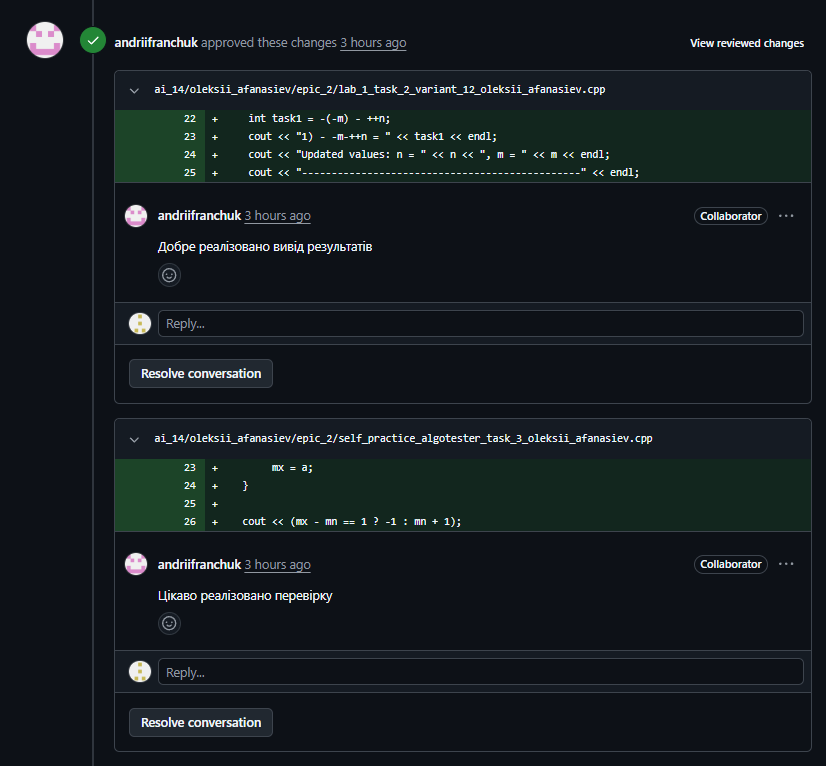 andriifranchuk approved these changes 3 hours ago View reviewed changes
ai_14/oleksii_afanasiev/epic_2/lab_1_task_2_variant_12_oleksii_afanasiev.cpp
22 + int task1 = -(-m) - ++n;
23 + cout << "1) - -m-++n = " << task1 << endl;
24 + cout << "Updated values: n = " << n << ", m = " << m << endl;
25 + cout << "-----------------------------------------------" << endl;
andriifranchuk 3 hours ago Collaborator
Добре реалізовано вивід результатів
Reply...
Resolve conversation
ai_14/oleksii_afanasiev/epic_2/self_practice_algotester_task_3_oleksii_afanasiev.cpp
23 + mx = a;
24 + }
25 +
26 + cout << (mx - mn == 1 ? -1 : mn + 1);
andriifranchuk 3 hours ago Collaborator
Цікаво реалізовано перевірку
Reply...
Resolve conversation